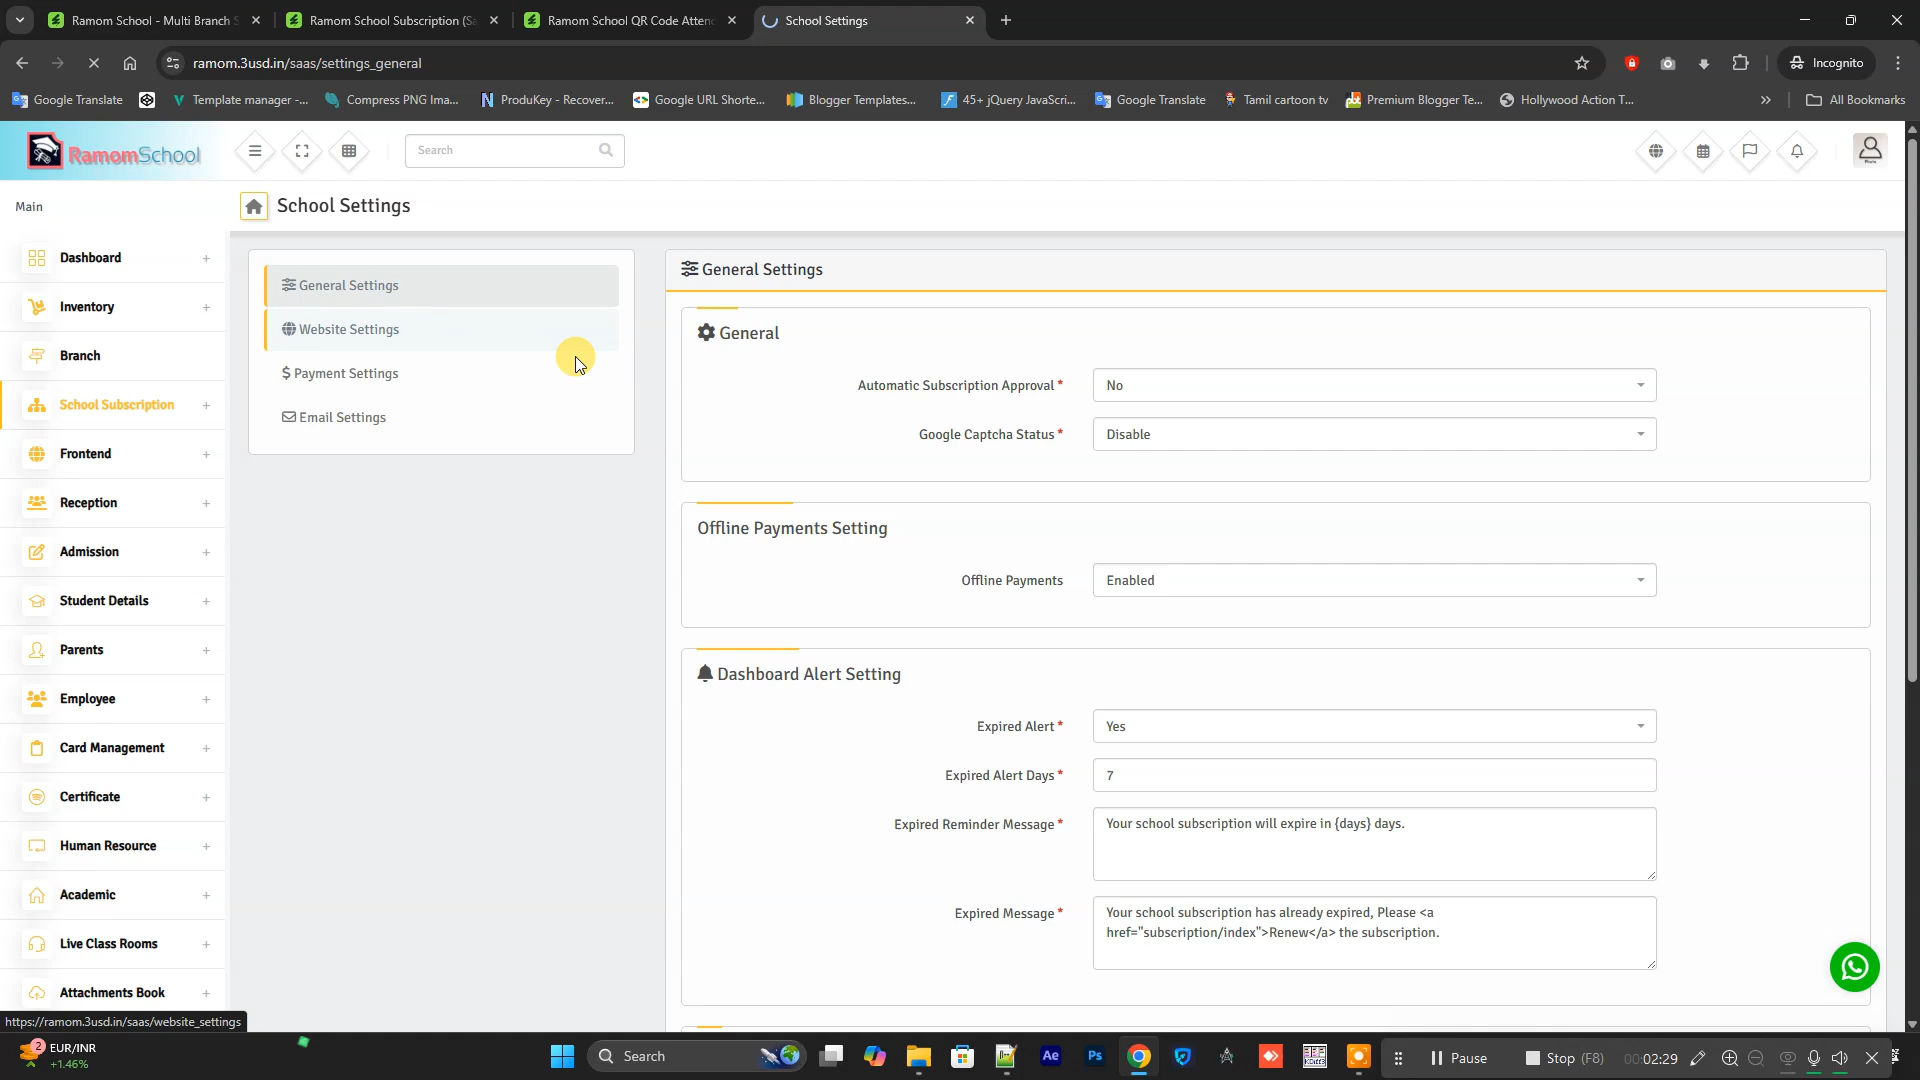 Ramom School - Multi Branch S
Ramom School Subscription (Sa
Ramom School QR Code Atten
School Settings
ramom.3usd.in/saas/settings_general
Incognito
Google Translate
Template manager -...
Compress PNG Ima...
ProduKey - Recover...
Google URL Shorte...
Blogger Templates...
45+ jQuery JavaScri...
Google Translate
Tamil cartoon tv
Premium Blogger Te...
Hollywood Action T...
All Bookmarks
RamomSchool
Search
Main
School Settings
Dashboard
Inventory
Branch
School Subscription
Frontend
Reception
Admission
Student Details
Parents
Employee
Card Management
Certificate
Human Resource
Academic
Live Class Rooms
Attachments Book
General Settings
Website Settings
$ Payment Settings
Email Settings
General Settings
General
Automatic Subscription Approval *
No
Google Captcha Status *
Disable
Offline Payments Setting
Offline Payments
Enabled
Dashboard Alert Setting
Expired Alert *
Yes
Expired Alert Days *
7
Expired Reminder Message *
Your school subscription will expire in {days} days.
Expired Message *
Your school subscription has already expired, Please <a
href="subscription/index">Renew</a> the subscription.
https://ramom.3usd.in/saas/website_settings
2
EUR/INR
+1.46%
Search
Ae
Ps
Pause
Stop (F8)
00:02:29